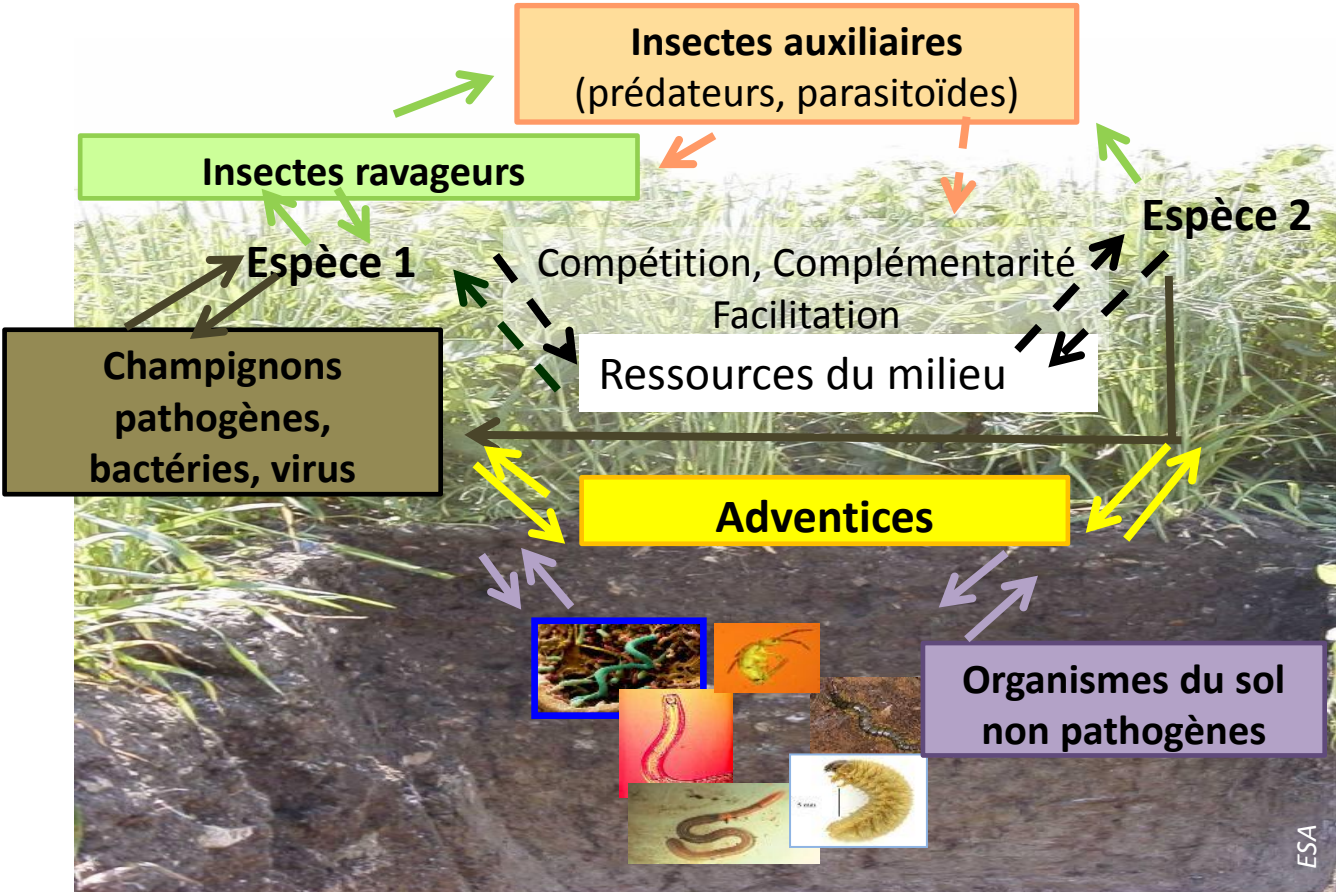 Insectes auxiliaires
(prédateurs, parasitoïdes)
Insectes ravageurs
Espèce 2
Espèce 1
Compétition, Complémentarité
Facilitation
Ressources du milieu
Champignons
pathogènes,
bactéries, virus
Adventices
Organismes du sol
non pathogènes
5 mm
ESA